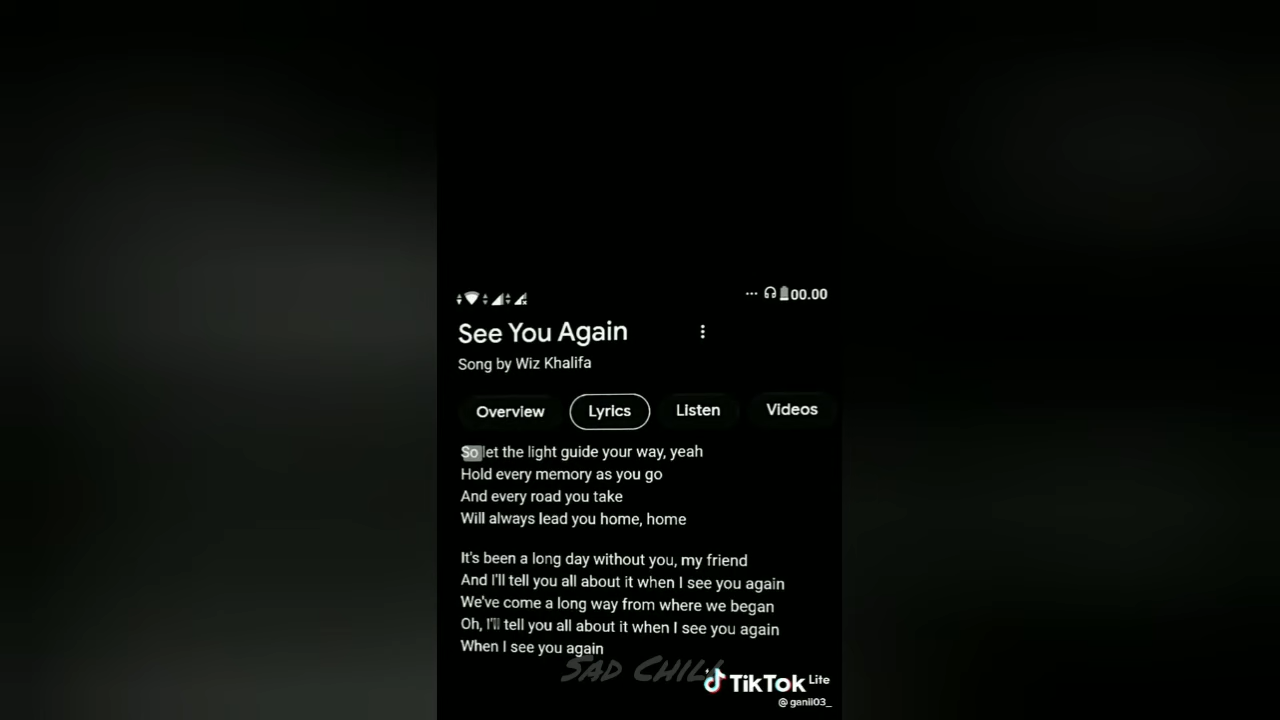 ... 00.00
See You Again
Song by Wiz Khalifa
Overview Lyrics Listen Videos
So let the light guide your way, yeah
Hold every memory as you go
And every road you take
Will always lead you home, home
It's been a long day without you, my friend
And I'll tell you all about it when I see you again
We've come a long way from where we began
Oh, I'll tell you all about it when I see you again
When I see you again
SAD CHILL
TikTok Lite
@ganii03_